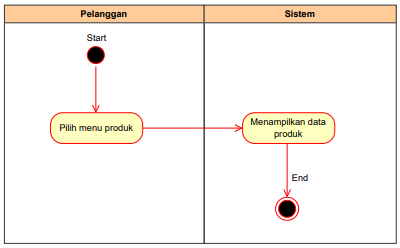 Pelanggan
Sistem
Start
Pilih menu produk
Menampilkan data
produk
End